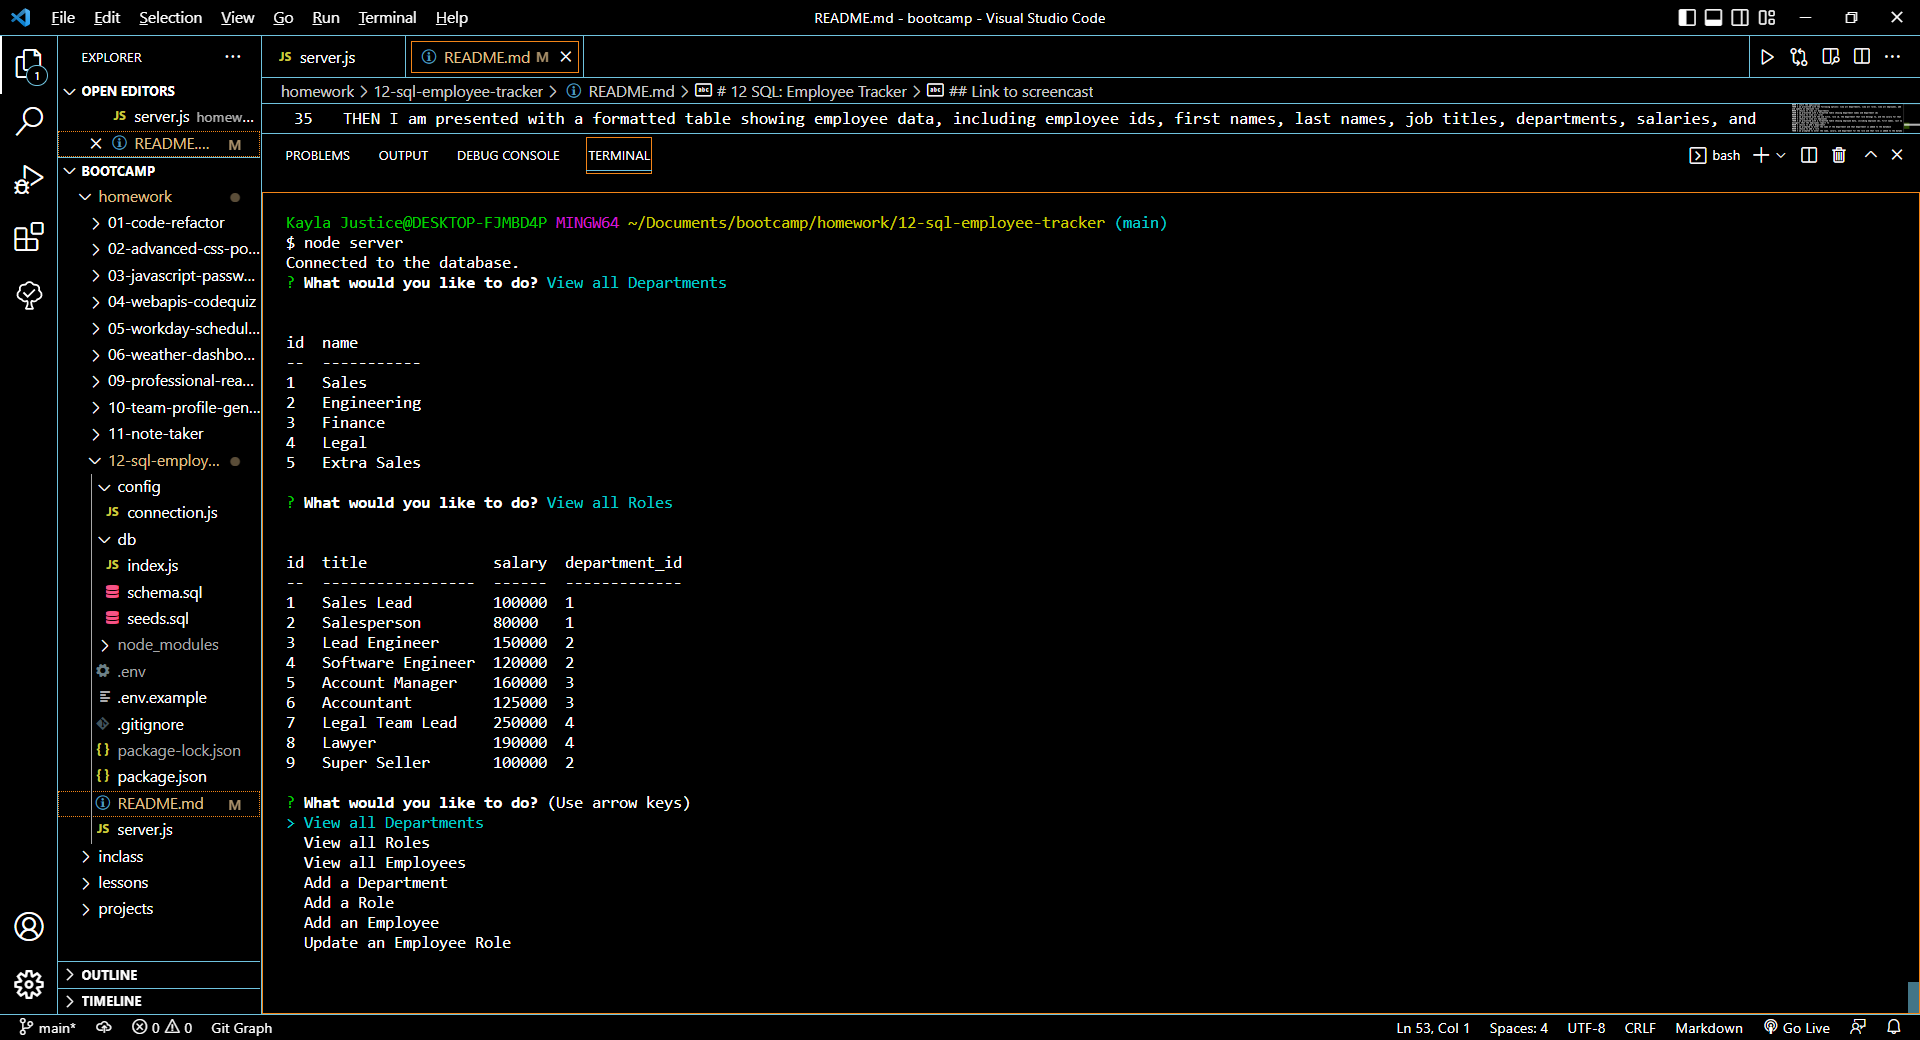 File Edit Selection View Go Run Terminal Help README.md - bootcamp - Visual Studio Code
EXPLORER ···
JS server.js README.md M
homework > 12-sql-employee-tracker > README.md > # 12 SQL: Employee Tracker > ## Link to screencast
35 THEN I am presented with a formatted table showing employee data, including employee ids, first names, last names, job titles, departments, salaries, and
PROBLEMS OUTPUT DEBUG CONSOLE TERMINAL bash
1
OPEN EDITORS
JS server.js homew...
README.... M
BOOTCAMP
homework
01-code-refactor
02-advanced-css-po...
03-javascript-passw...
04-webapis-codequiz
05-workday-schedul...
06-weather-dashbo...
09-professional-rea...
10-team-profile-gen...
11-note-taker
12-sql-employ...
config
JS connection.js
db
JS index.js
schema.sql
seeds.sql
node_modules
.env
.env.example
.gitignore
{} package-lock.json
{} package.json
README.md M
JS server.js
inclass
lessons
projects
OUTLINE
TIMELINE
Kayla Justice@DESKTOP-FJMBD4P MINGW64 ~/Documents/bootcamp/homework/12-sql-employee-tracker (main)
$ node server
Connected to the database.
? What would you like to do? View all Departments
id name
-- -----------
1 Sales
2 Engineering
3 Finance
4 Legal
5 Extra Sales
? What would you like to do? View all Roles
id title salary department_id
-- ----------------- ------ -------------
1 Sales Lead 100000 1
2 Salesperson 80000 1
3 Lead Engineer 150000 2
4 Software Engineer 120000 2
5 Account Manager 160000 3
6 Accountant 125000 3
7 Legal Team Lead 250000 4
8 Lawyer 190000 4
9 Super Seller 100000 2
? What would you like to do? (Use arrow keys)
> View all Departments
View all Roles
View all Employees
Add a Department
Add a Role
Add an Employee
Update an Employee Role
main* 0 0 Git Graph Ln 53, Col 1 Spaces: 4 UTF-8 CRLF Markdown Go Live